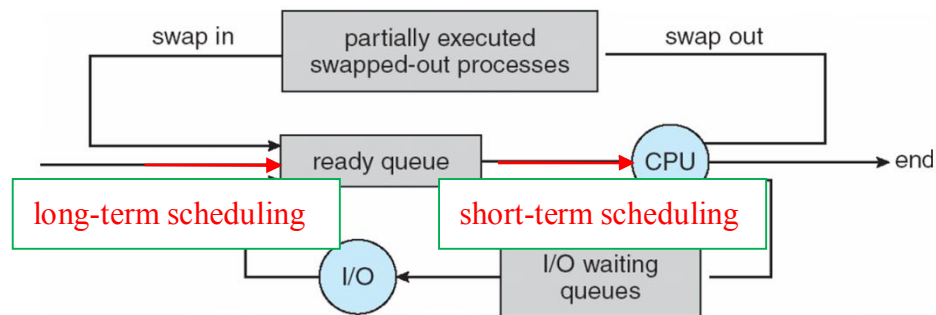 swap in
partially executed
swapped-out processes
swap out
ready queue
CPU
end
long-term scheduling
short-term scheduling
I/O
I/O waiting
queues